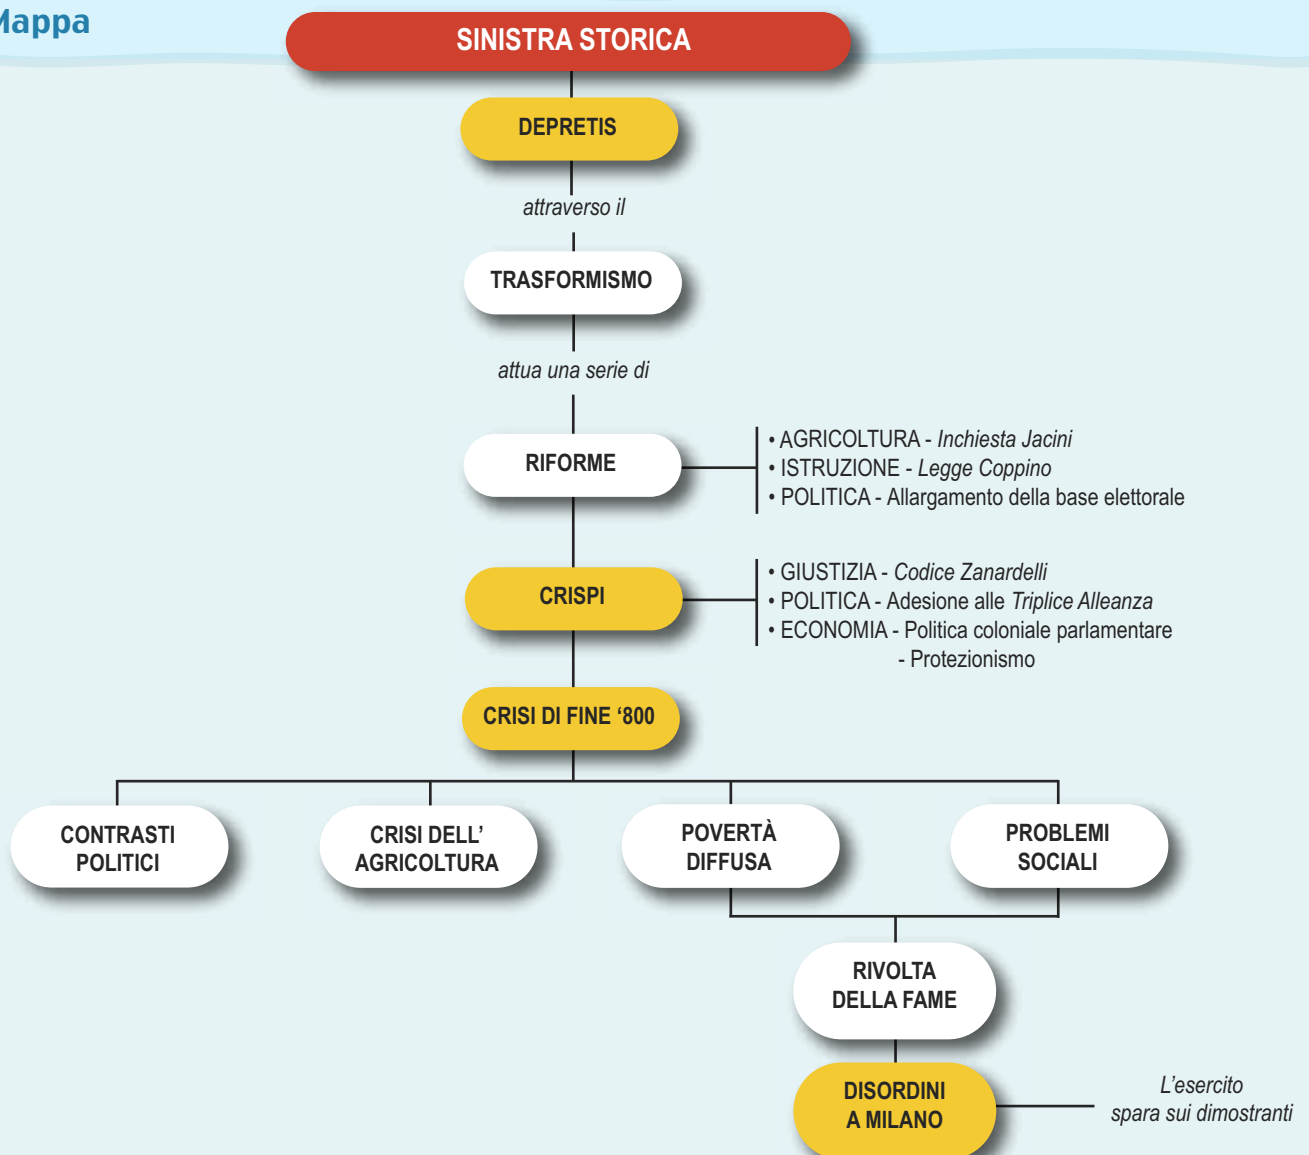 Mappa
SINISTRA STORICA
DEPRETIS
attraverso il
TRASFORMISMO
attua una serie di
RIFORME
• AGRICOLTURA - Inchiesta Jacini
• ISTRUZIONE - Legge Coppino
• POLITICA - Allargamento della base elettorale
CRISPI
• GIUSTIZIA - Codice Zanardelli
• POLITICA - Adesione alle Triplice Alleanza
• ECONOMIA - Politica coloniale parlamentare
- Protezionismo
CRISI DI FINE ‘800
CONTRASTI
POLITICI
CRISI DELL’
AGRICOLTURA
POVERTÀ
DIFFUSA
PROBLEMI
SOCIALI
RIVOLTA
DELLA FAME
DISORDINI
A MILANO
L’esercito
spara sui dimostranti